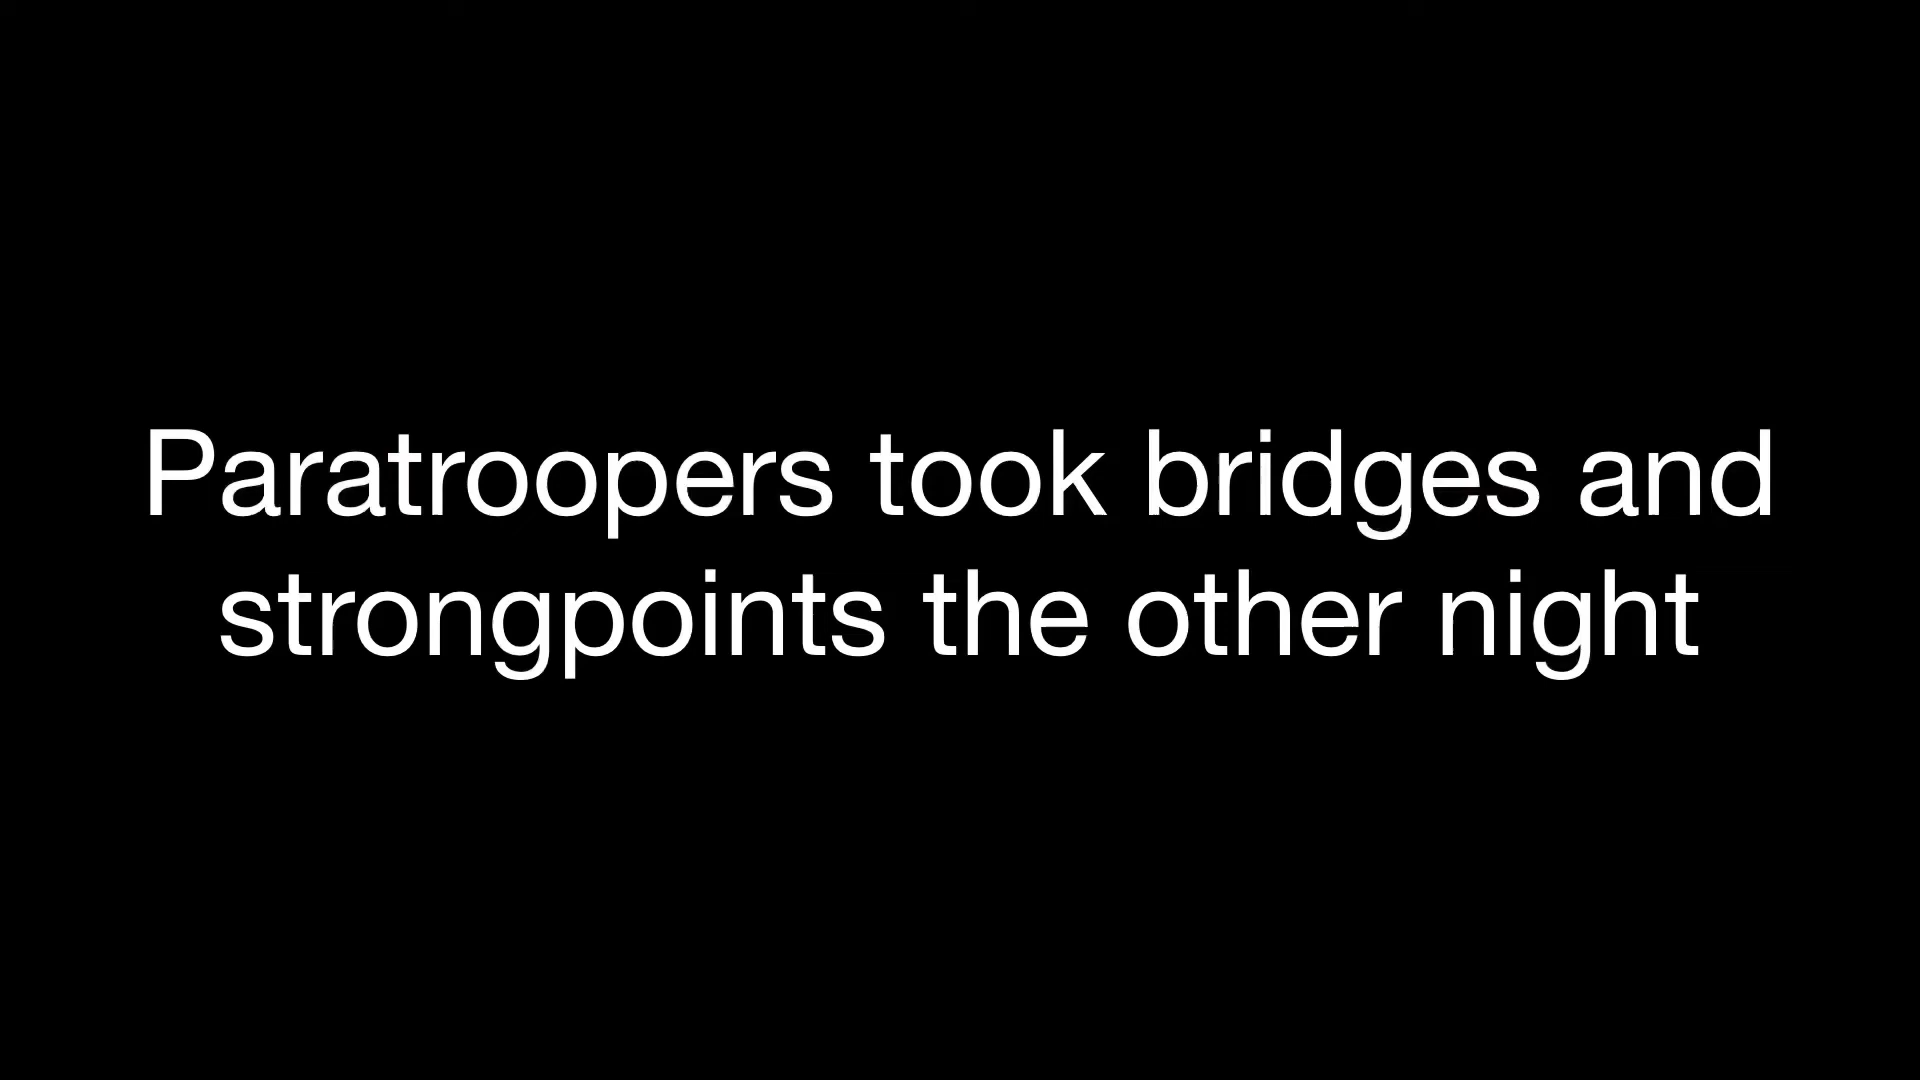 Paratroopers took bridges and
strongpoints the other night